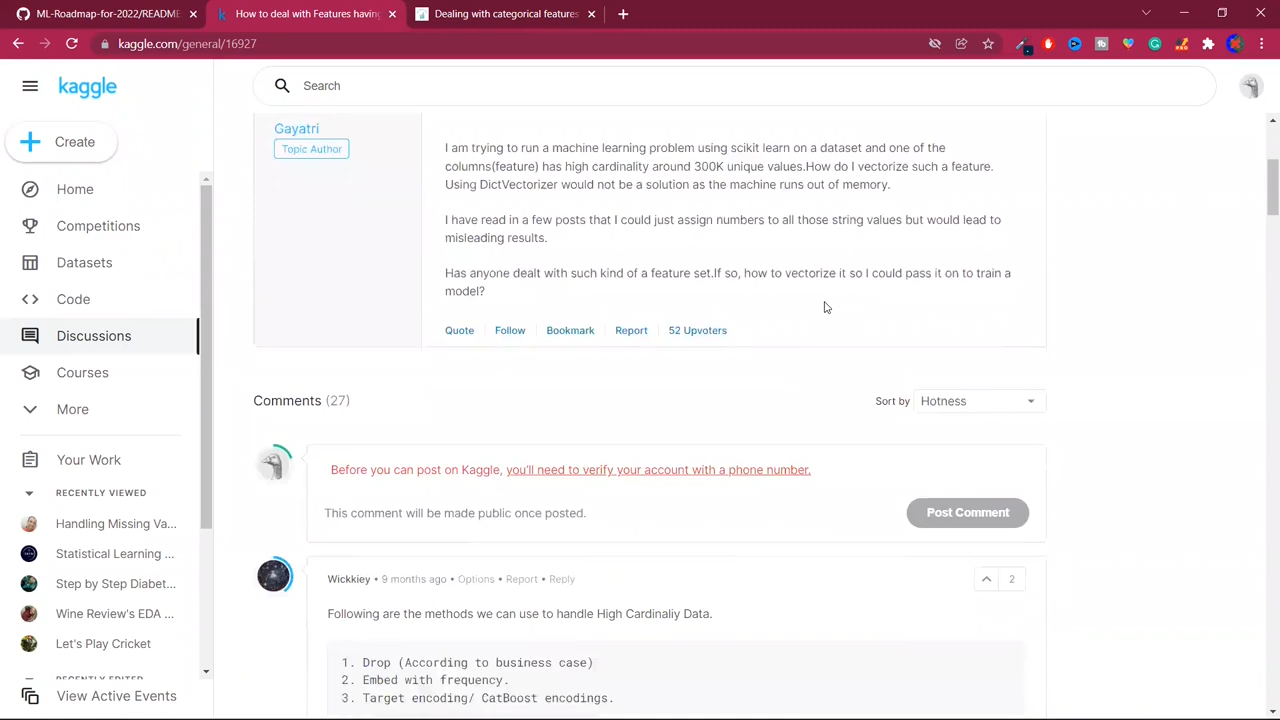 ML-Roadmap-for-2022/README
How to deal with Features having
Dealing with categorical features
kaggle.com/general/16927
kaggle
Search
Create
Home
Competitions
Datasets
Code
Discussions
Courses
More
Your Work
RECENTLY VIEWED
Handling Missing Va...
Statistical Learning ...
Step by Step Diabet...
Wine Review's EDA ...
Let's Play Cricket
View Active Events
Gayatri
Topic Author
I am trying to run a machine learning problem using scikit learn on a dataset and one of the
columns(feature) has high cardinality around 300K unique values.How do I vectorize such a feature.
Using DictVectorizer would not be a solution as the machine runs out of memory.
I have read in a few posts that I could just assign numbers to all those string values but would lead to
misleading results.
Has anyone dealt with such kind of a feature set.If so, how to vectorize it so I could pass it on to train a
model?
Quote Follow Bookmark Report 52 Upvoters
Comments (27)
Sort by Hotness
Before you can post on Kaggle, you'll need to verify your account with a phone number.
This comment will be made public once posted.
Post Comment
Wickkiey • 9 months ago • Options • Report • Reply
2
Following are the methods we can use to handle High Cardinaliy Data.
1. Drop (According to business case)
2. Embed with frequency.
3. Target encoding/ CatBoost encodings.